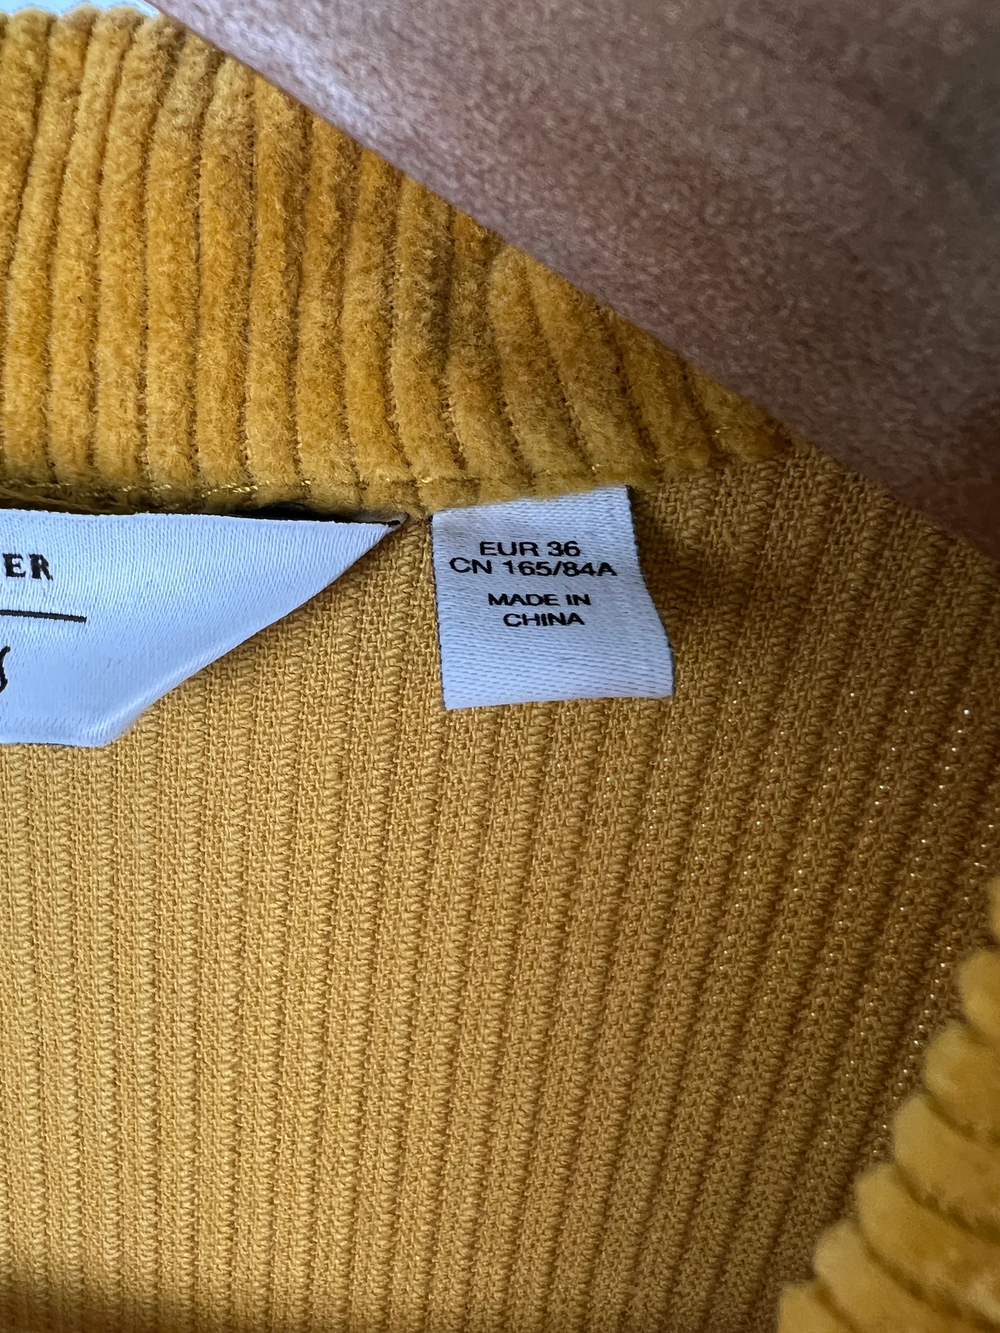 ER
EUR 36
CN 165/84A
MADE IN
CHINA